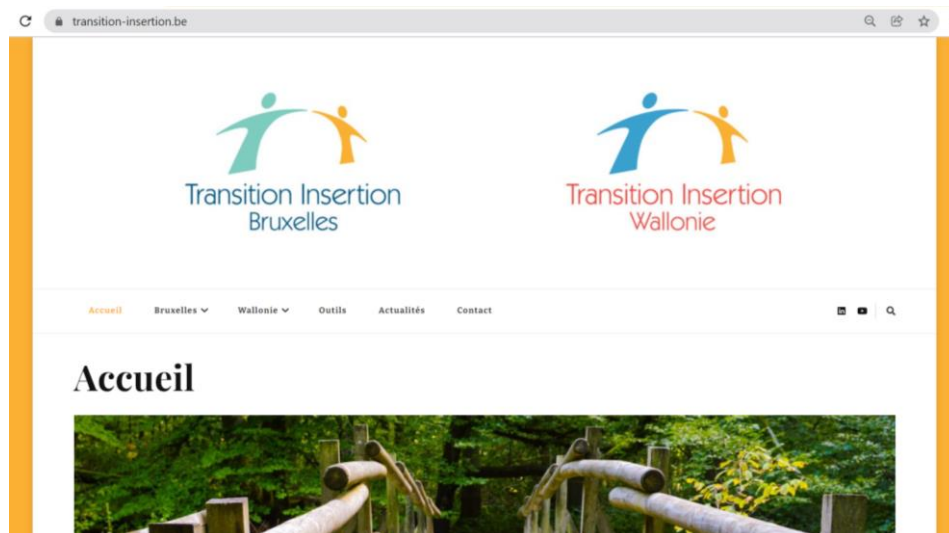 transition-insertion.be
Transition Insertion
Bruxelles
Transition Insertion
Wallonie
Accueil Bruxelles Wallonie Outils Actualités Contact
Accueil